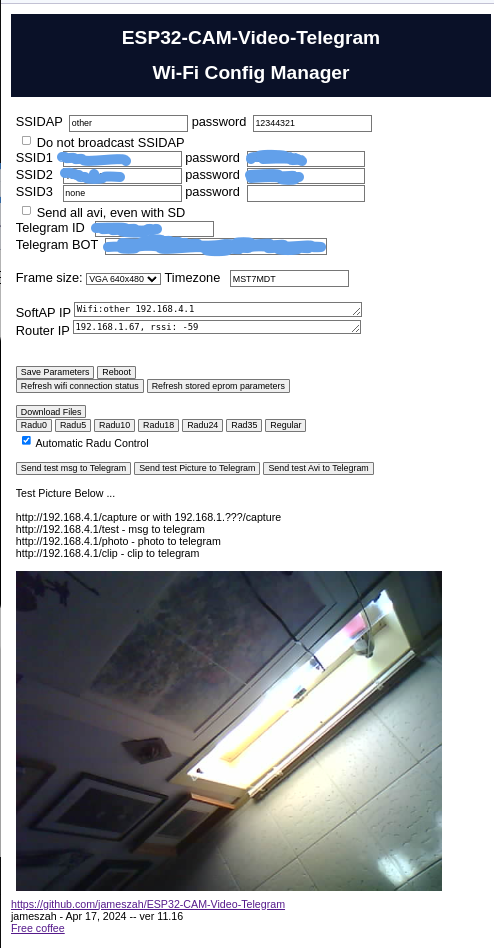 ESP32-CAM-Video-Telegram
Wi-Fi Config Manager
SSIDAP other password 12344321
Do not broadcast SSIDAP
SSID1 password
SSID2 password
SSID3 none password
Send all avi, even with SD
Telegram ID
Telegram BOT
Frame size: VGA 640x480 Timezone MST7MDT
SoftAP IP Wifi:other 192.168.4.1
Router IP 192.168.1.67, rssi: -59
Save Parameters Reboot
Refresh wifi connection status Refresh stored eprom parameters
Download Files
Radu0 Radu5 Radu10 Radu18 Radu24 Rad35 Regular
Automatic Radu Control
Send test msg to Telegram Send test Picture to Telegram Send test Avi to Telegram
Test Picture Below ...
http://192.168.4.1/capture or with 192.168.1.???/capture
http://192.168.4.1/test - msg to telegram
http://192.168.4.1/photo - photo to telegram
http://192.168.4.1/clip - clip to telegram
https://github.com/jameszah/ESP32-CAM-Video-Telegram
jameszah - Apr 17, 2024 -- ver 11.16
Free coffee